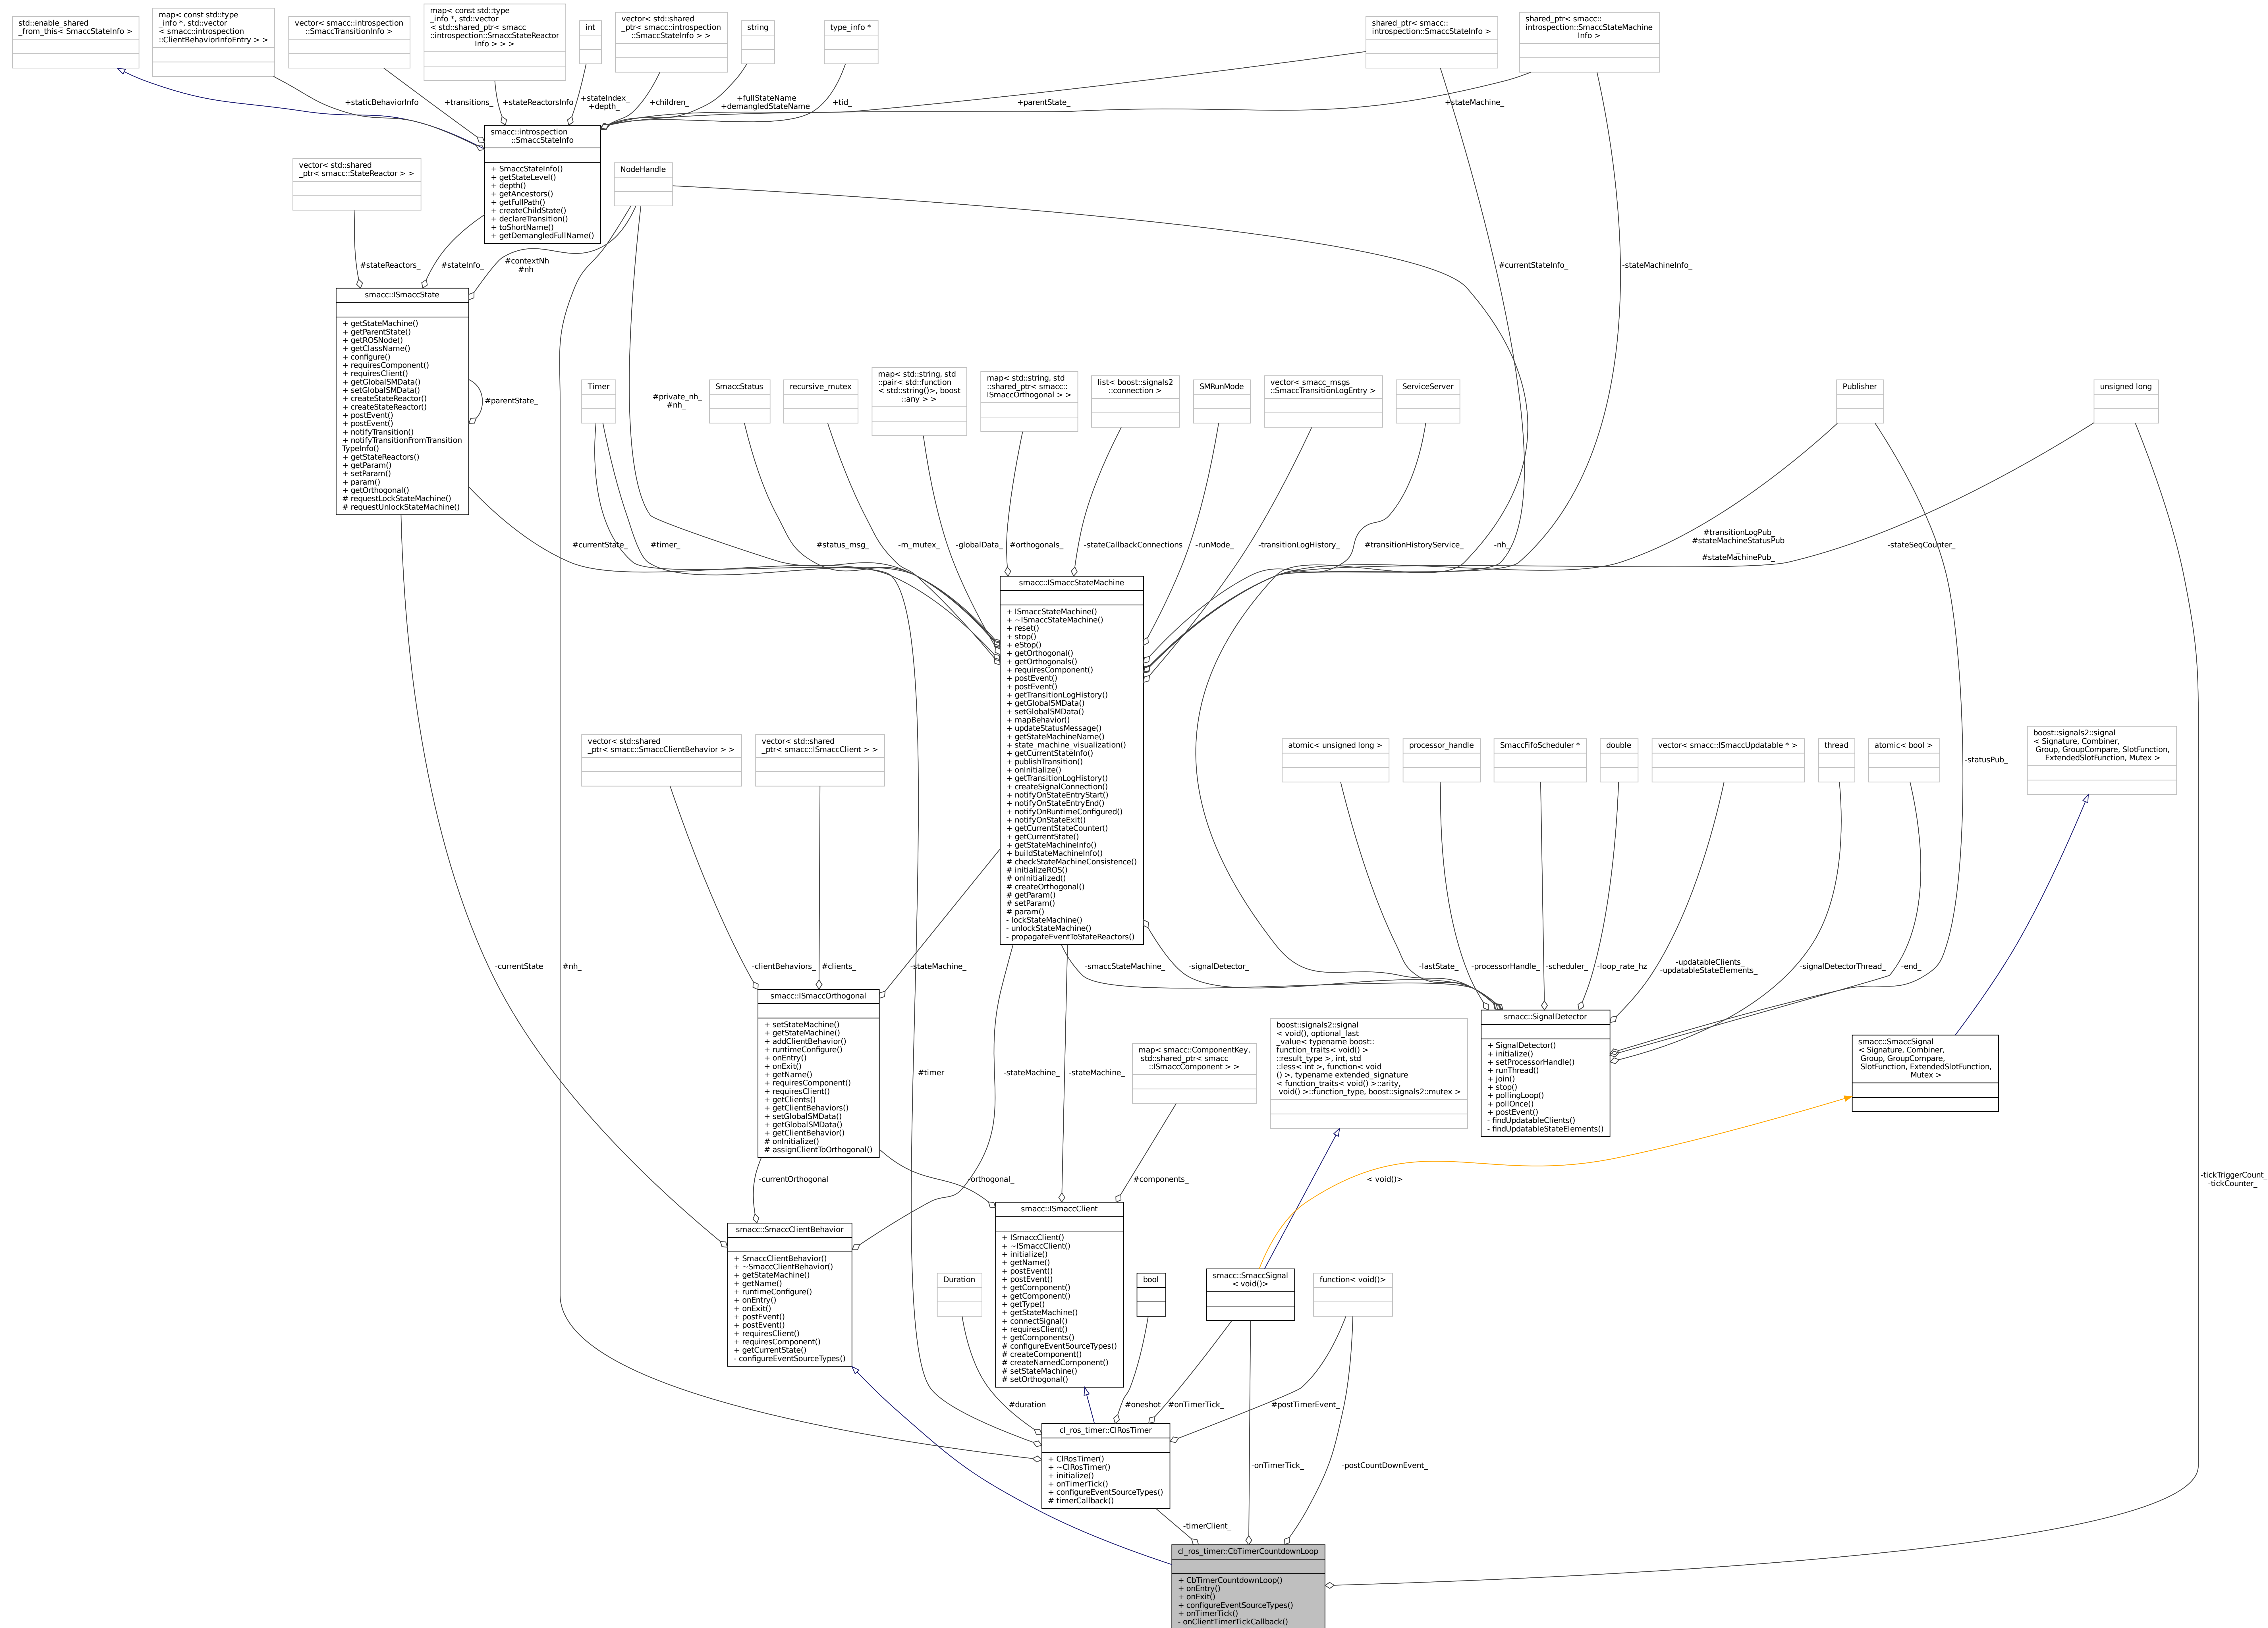 std::enable_shared
_from_this< SmaccStateInfo >
map< const std::type
_info *, std::vector
< smacc::introspection
::ClientBehaviorInfoEntry > >
vector< smacc::introspection
::SmaccTransitionInfo >
map< const std::type
_info *, std::vector
< std::shared_ptr< smacc
::introspection::SmaccStateReactor
Info > > >
int
vector< std::shared
_ptr< smacc::introspection
::SmaccStateInfo > >
string
type_info *
shared_ptr< smacc::
introspection::SmaccStateInfo >
shared_ptr< smacc::
introspection::SmaccStateMachine
Info >
+staticBehaviorInfo
+transitions_
+stateReactorsInfo
+stateIndex_
+depth_
+children_
+fullStateName
+demangledStateName
+tid_
+parentState_
+stateMachine_
smacc::introspection
::SmaccStateInfo
+ SmaccStateInfo()
+ getStateLevel()
+ depth()
+ getAncestors()
+ getFullPath()
+ createChildState()
+ declareTransition()
+ toShortName()
+ getDemangledFullName()
vector< std::shared
_ptr< smacc::StateReactor > >
NodeHandle
#stateReactors_
#stateInfo_
#contextNh
#nh
#currentStateInfo_
-stateMachineInfo_
smacc::ISmaccState
+ getStateMachine()
+ getParentState()
+ getROSNode()
+ getClassName()
+ configure()
+ requiresComponent()
+ requiresClient()
+ getGlobalSMData()
+ setGlobalSMData()
+ createStateReactor()
+ createStateReactor()
+ postEvent()
+ postEvent()
+ notifyTransition()
+ notifyTransitionFromTransition
TypeInfo()
+ getStateReactors()
+ getParam()
+ setParam()
+ param()
+ getOrthogonal()
# requestLockStateMachine()
# requestUnlockStateMachine()
#parentState_
Timer
#private_nh_
#nh_
SmaccStatus
recursive_mutex
map< std::string, std
::pair< std::function
< std::string()>, boost
::any > >
map< std::string, std
::shared_ptr< smacc::
ISmaccOrthogonal > >
list< boost::signals2
::connection >
SMRunMode
vector< smacc_msgs
::SmaccTransitionLogEntry >
ServiceServer
Publisher
unsigned long
#currentState_
#timer_
#status_msg_
-m_mutex_
-globalData_
#orthogonals_
-stateCallbackConnections
-runMode_
-transitionLogHistory_
#transitionHistoryService_
-nh_
#transitionLogPub_
#stateMachineStatusPub
_
#stateMachinePub_
-stateSeqCounter_
smacc::ISmaccStateMachine
+ ISmaccStateMachine()
+ ~ISmaccStateMachine()
+ reset()
+ stop()
+ eStop()
+ getOrthogonal()
+ getOrthogonals()
+ requiresComponent()
+ postEvent()
+ postEvent()
+ getTransitionLogHistory()
+ getGlobalSMData()
+ setGlobalSMData()
+ mapBehavior()
+ updateStatusMessage()
+ getStateMachineName()
+ state_machine_visualization()
+ getCurrentStateInfo()
+ publishTransition()
+ onInitialize()
+ getTransitionLogHistory()
+ createSignalConnection()
+ notifyOnStateEntryStart()
+ notifyOnStateEntryEnd()
+ notifyOnRuntimeConfigured()
+ notifyOnStateExit()
+ getCurrentStateCounter()
+ getCurrentState()
+ getStateMachineInfo()
+ buildStateMachineInfo()
# checkStateMachineConsistence()
# initializeROS()
# onInitialized()
# createOrthogonal()
# getParam()
# setParam()
# param()
- lockStateMachine()
- unlockStateMachine()
- propagateEventToStateReactors()
vector< std::shared
_ptr< smacc::SmaccClientBehavior > >
vector< std::shared
_ptr< smacc::ISmaccClient > >
atomic< unsigned long >
processor_handle
SmaccFifoScheduler *
double
vector< smacc::ISmaccUpdatable * >
thread
atomic< bool >
-statusPub_
boost::signals2::signal
< Signature, Combiner,
Group, GroupCompare, SlotFunction,
ExtendedSlotFunction, Mutex >
-currentState
#nh_
-clientBehaviors_
#clients_
-stateMachine_
-smaccStateMachine_
-signalDetector_
-lastState_
-processorHandle_
-scheduler_
-loop_rate_hz
-updatableClients_
-updatableStateElements_
-signalDetectorThread_
-end_
smacc::ISmaccOrthogonal
+ setStateMachine()
+ getStateMachine()
+ addClientBehavior()
+ runtimeConfigure()
+ onEntry()
+ onExit()
+ getName()
+ requiresComponent()
+ requiresClient()
+ getClients()
+ getClientBehaviors()
+ setGlobalSMData()
+ getGlobalSMData()
+ getClientBehavior()
# onInitialize()
# assignClientToOrthogonal()
smacc::SignalDetector
+ SignalDetector()
+ initialize()
+ setProcessorHandle()
+ runThread()
+ join()
+ stop()
+ pollingLoop()
+ pollOnce()
+ postEvent()
- findUpdatableClients()
- findUpdatableStateElements()
smacc::SmaccSignal
< Signature, Combiner,
Group, GroupCompare,
SlotFunction, ExtendedSlotFunction,
Mutex >
#timer
-stateMachine_
-stateMachine_
map< smacc::ComponentKey,
std::shared_ptr< smacc
::ISmaccComponent > >
boost::signals2::signal
< void(), optional_last
_value< typename boost::
function_traits< void() >
::result_type >, int, std
::less< int >, function< void
() >, typename extended_signature
< function_traits< void() >::arity,
void() >::function_type, boost::signals2::mutex >
-currentOrthogonal
-orthogonal_
#components_
< void()>
-tickTriggerCount_
-tickCounter_
smacc::SmaccClientBehavior
+ SmaccClientBehavior()
+ ~SmaccClientBehavior()
+ getStateMachine()
+ getName()
+ runtimeConfigure()
+ onEntry()
+ onExit()
+ postEvent()
+ postEvent()
+ requiresClient()
+ requiresComponent()
+ getCurrentState()
- configureEventSourceTypes()
smacc::ISmaccClient
+ ISmaccClient()
+ ~ISmaccClient()
+ initialize()
+ getName()
+ postEvent()
+ postEvent()
+ getComponent()
+ getComponent()
+ getType()
+ getStateMachine()
+ connectSignal()
+ requiresClient()
+ getComponents()
# configureEventSourceTypes()
# createComponent()
# createNamedComponent()
# setStateMachine()
# setOrthogonal()
Duration
bool
smacc::SmaccSignal
< void()>
function< void()>
#duration
#oneshot
#onTimerTick_
#postTimerEvent_
cl_ros_timer::ClRosTimer
+ ClRosTimer()
+ ~ClRosTimer()
+ initialize()
+ onTimerTick()
+ configureEventSourceTypes()
# timerCallback()
-onTimerTick_
-postCountDownEvent_
-timerClient_
cl_ros_timer::CbTimerCountdownLoop
+ CbTimerCountdownLoop()
+ onEntry()
+ onExit()
+ configureEventSourceTypes()
+ onTimerTick()
- onClientTimerTickCallback()